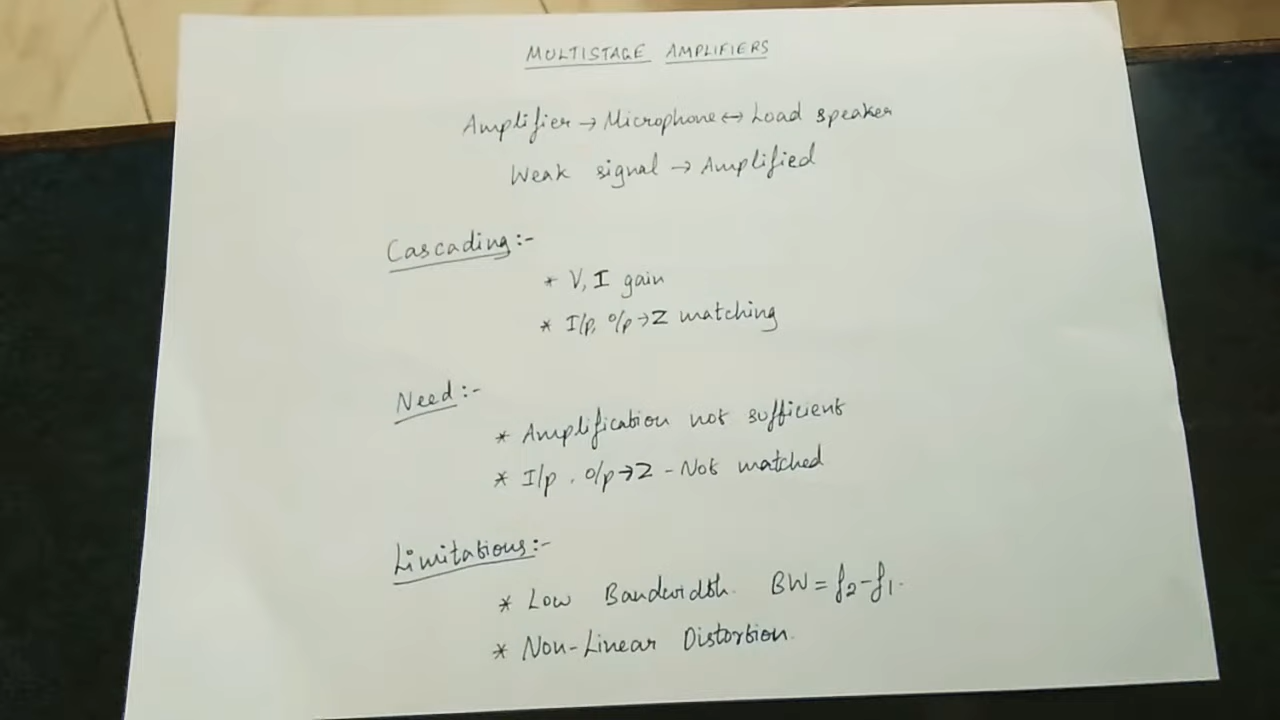 MULTISTAGE AMPLIFIERS
Amplifier → Microphone ↔ Load speaker
Weak signal → Amplified
Cascading:-
* V, I gain
* I/p, o/p → Z matching
Need:-
* Amplification not sufficient
* I/p, o/p → Z - Not matched
Limitations:-
* Low Bandwidth. BW = f2-f1.
* Non-Linear Distortion.